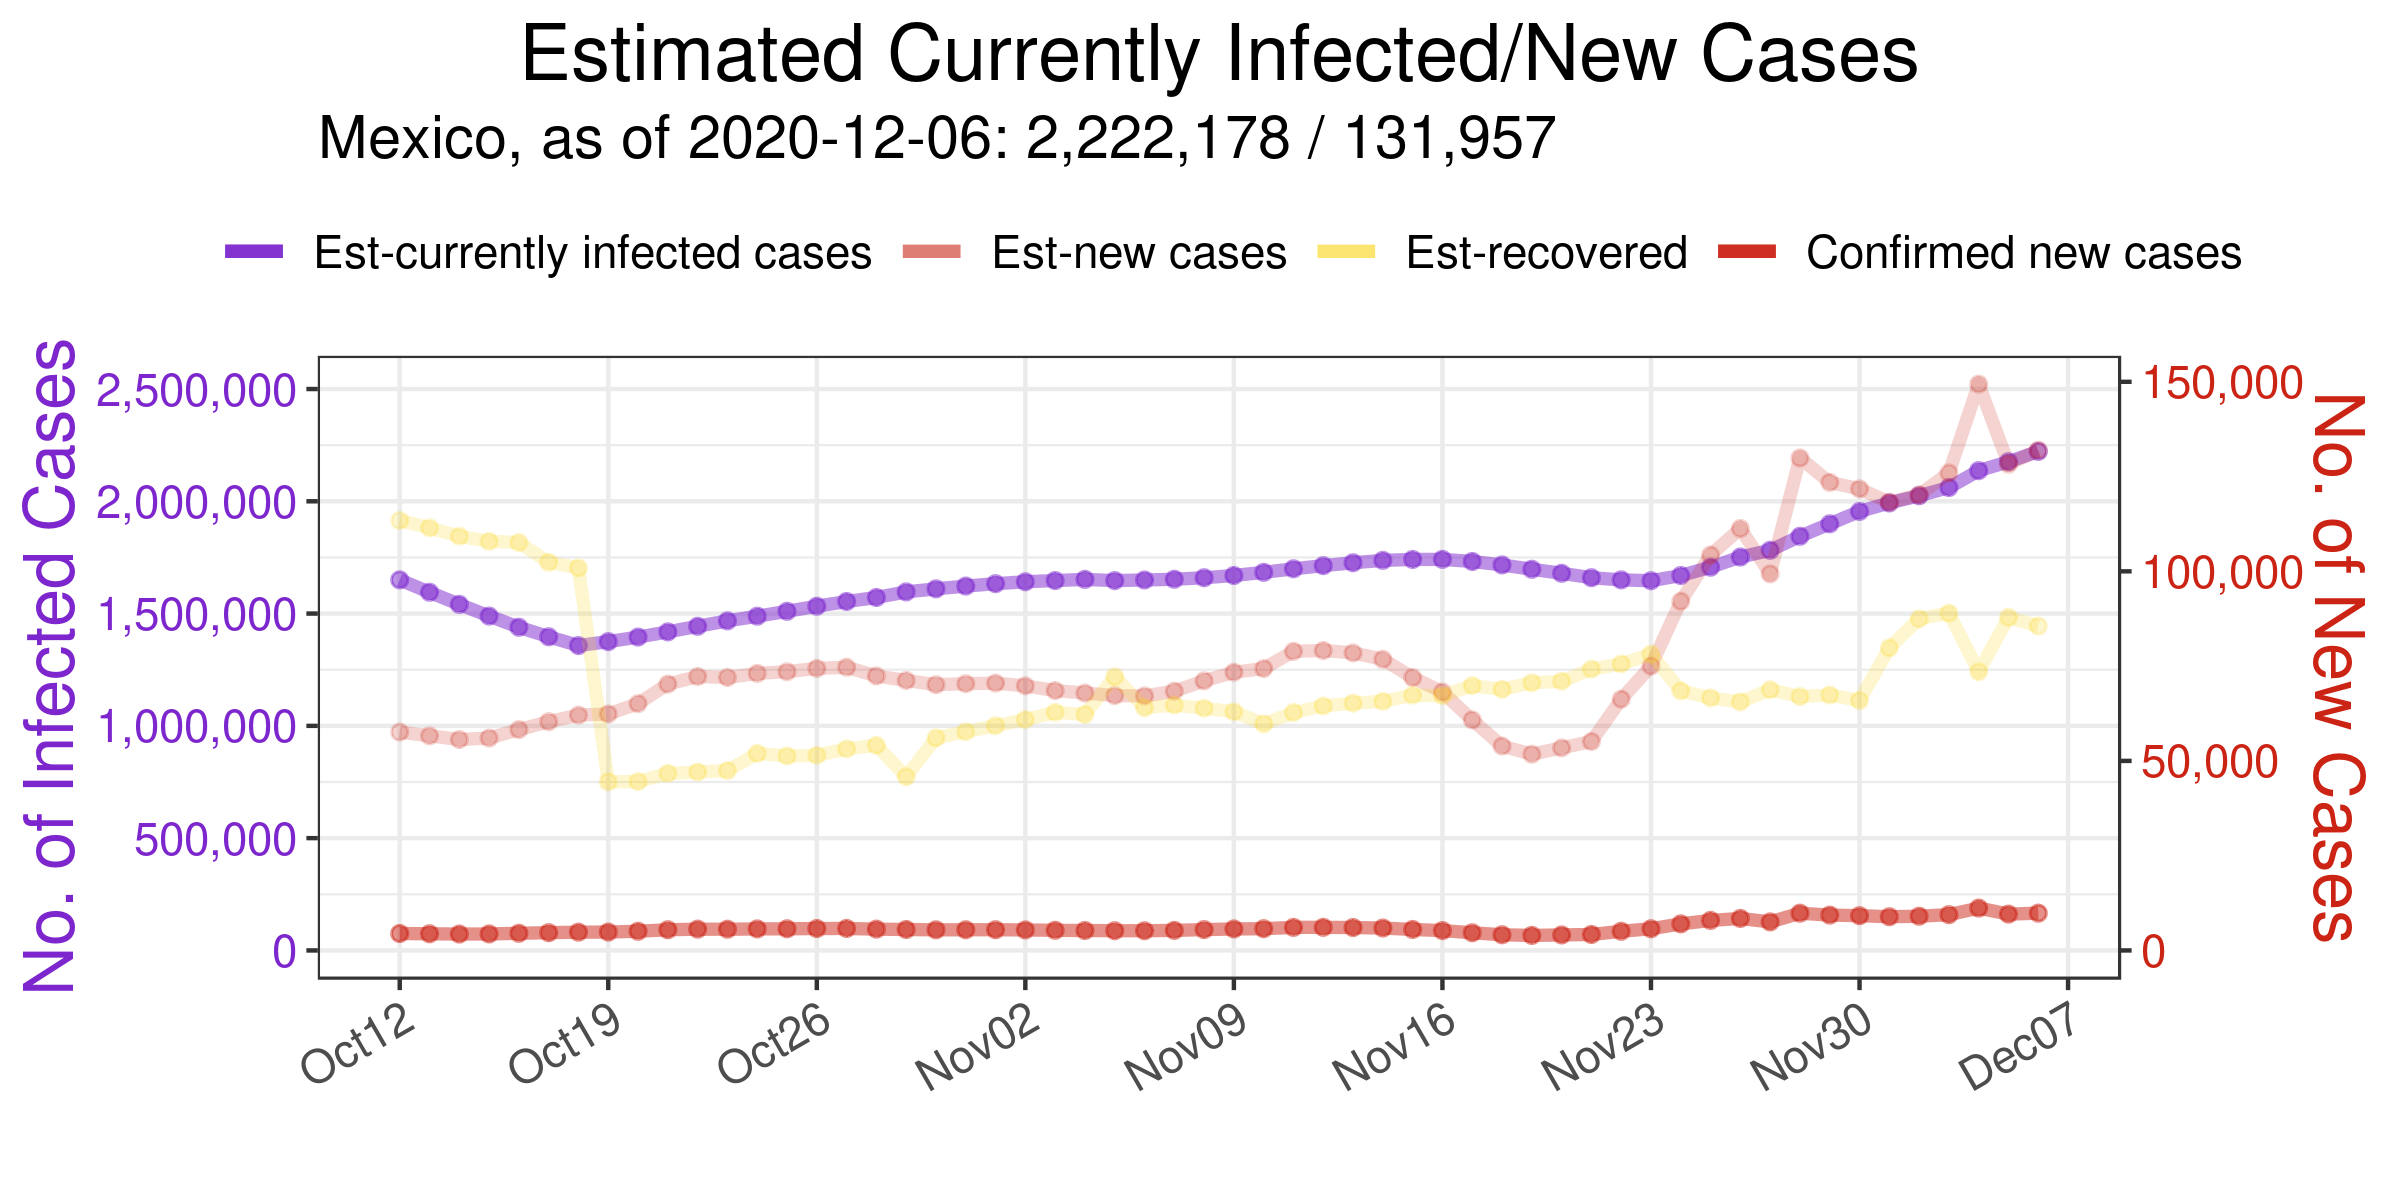 Estimated Currently Infected/New Cases
Mexico, as of 2020-12-06: 2,222,178 / 131,957
Est-currently infected cases Est-new cases Est-recovered Confirmed new cases
No. of Infected Cases
2,500,000
2,000,000
1,500,000
1,000,000
500,000
0
150,000
100,000
50,000
0
No. of New Cases
Oct12 Oct19 Oct26 Nov02 Nov09 Nov16 Nov23 Nov30 Dec07